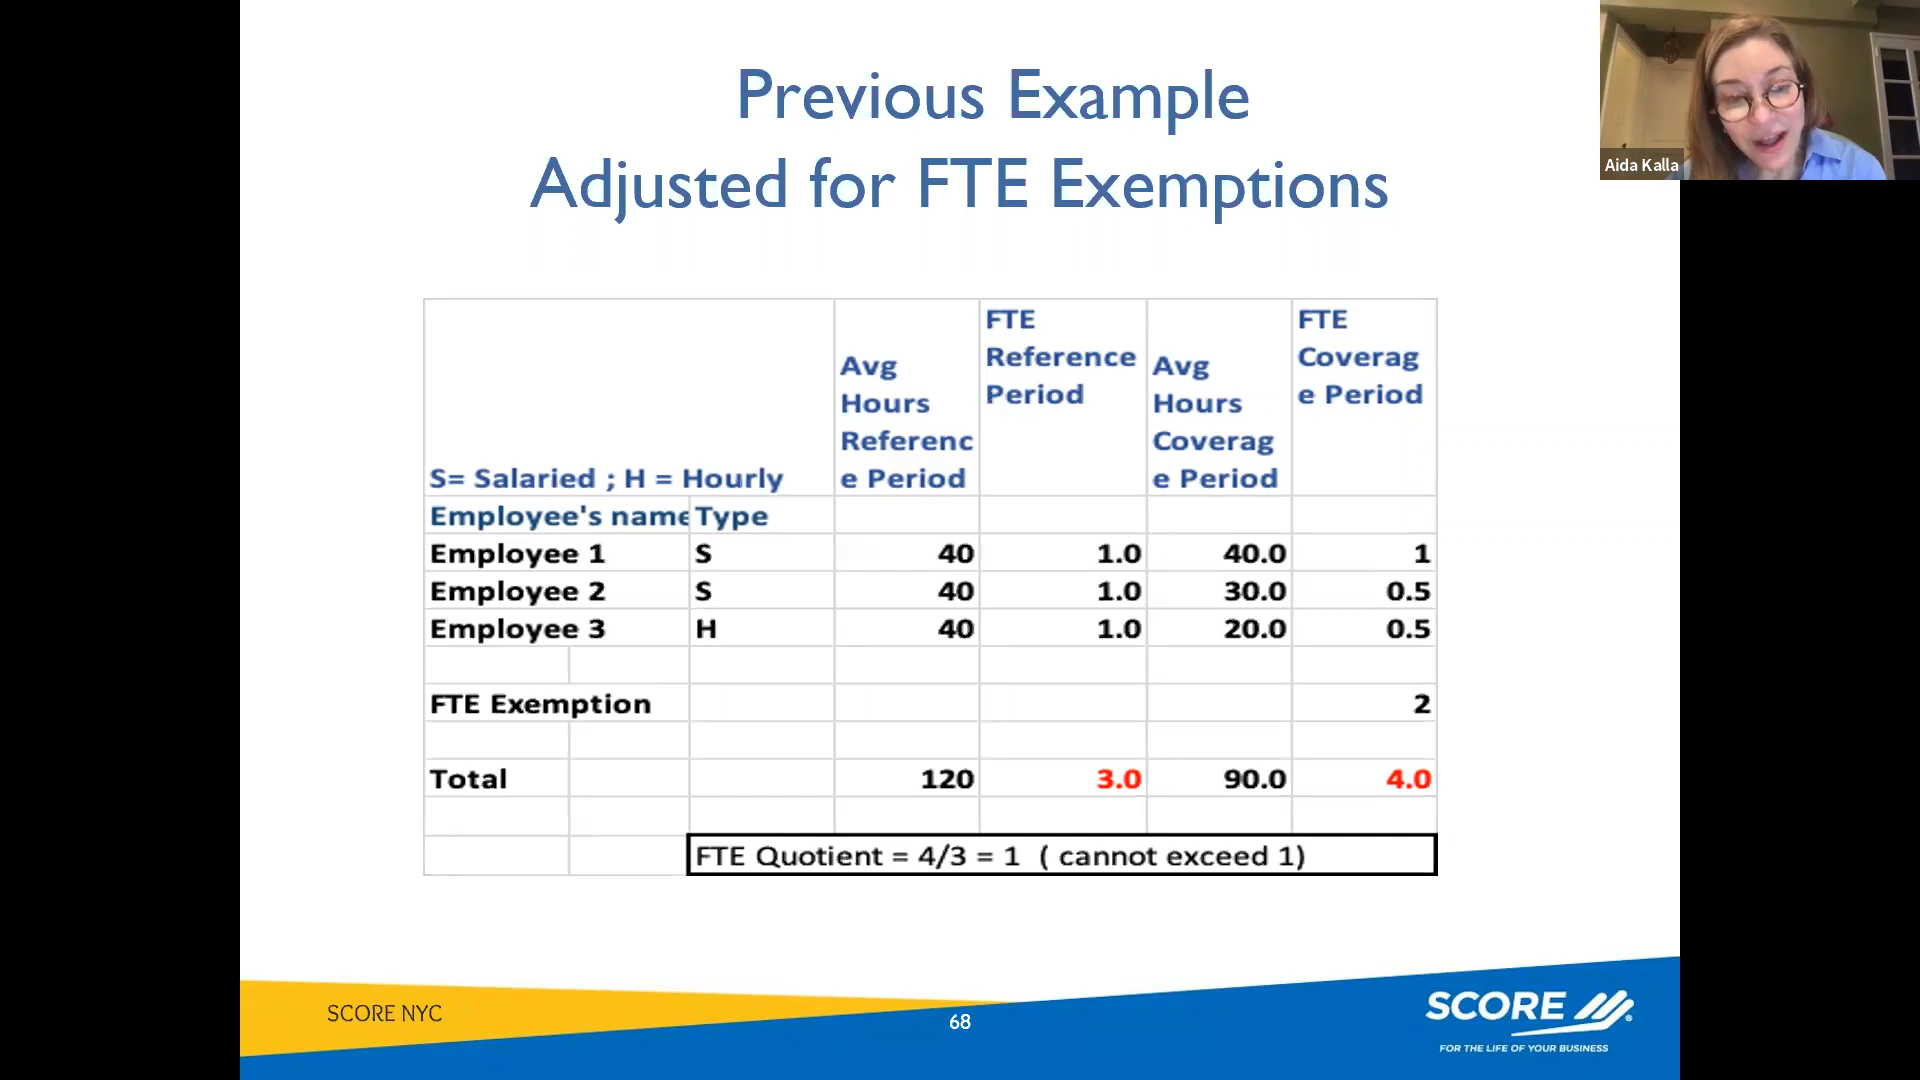 Previous Example
Adjusted for FTE Exemptions
Aida Kalla
S= Salaried ; H = Hourly
Avg Hours Referenc e Period
FTE Reference Period
Avg Hours Coverag e Period
FTE Coverag e Period
Employee's name Type
Employee 1 S 40 1.0 40.0 1
Employee 2 S 40 1.0 30.0 0.5
Employee 3 H 40 1.0 20.0 0.5
FTE Exemption 2
Total 120 3.0 90.0 4.0
FTE Quotient = 4/3 = 1 ( cannot exceed 1)
SCORE NYC
68
SCORE
FOR THE LIFE OF YOUR BUSINESS